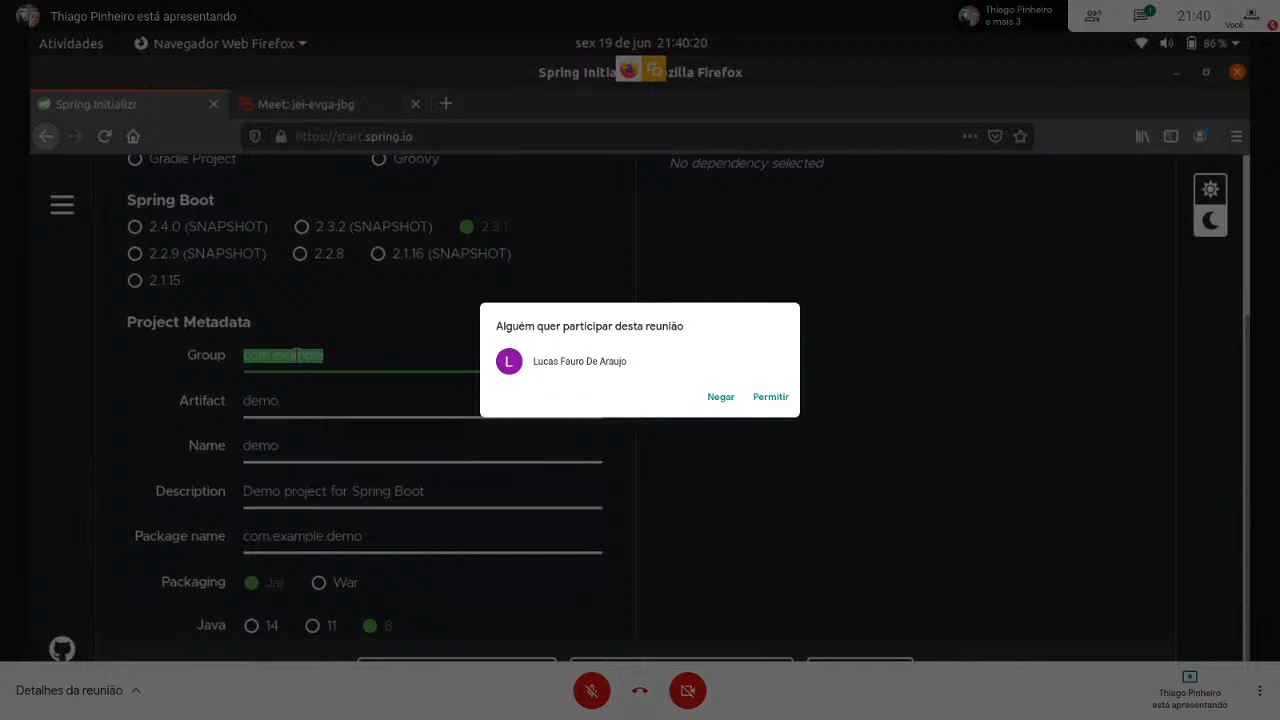 Thiago Pinheiro está apresentando
Thiago Pinheiro
e mais 3
1
21:40
Você
Atividades
Navegador Web Firefox
sex 19 de jun 21:40:20
86%
Spring Initia
zilla Firefox
Spring Initializr
Meet: jei-evga-jbg
https://start.spring.io
Gradle Project
Groovy
No dependency selected
Spring Boot
2.4.0 (SNAPSHOT)
2.3.2 (SNAPSHOT)
2.3.1
2.2.9 (SNAPSHOT)
2.2.8
2.1.16 (SNAPSHOT)
2.1.15
Project Metadata
Group com.example
Artifact demo
Name demo
Description Demo project for Spring Boot
Package name com.example.demo
Packaging Jar War
Java 14 11 8
Alguém quer participar desta reunião
L
Lucas Fauro De Araujo
Negar Permitir
Detalhes da reunião
Thiago Pinheiro
está apresentando